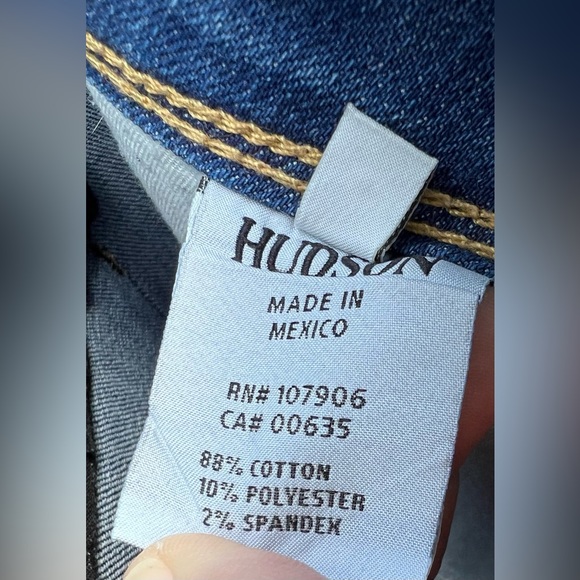 HUDSON
MADE IN
MEXICO
RN# 107906
CA# 00635
88% COTTON
10% POLYESTER
2% SPANDEX